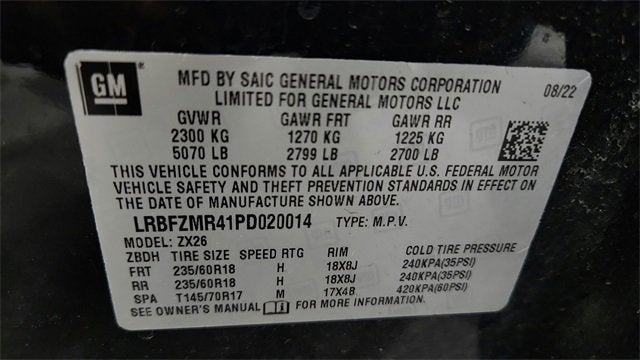 GM
MFD BY SAIC GENERAL MOTORS CORPORATION 08/22
LIMITED FOR GENERAL MOTORS LLC
GVWR GAWR FRT GAWR RR
2300 KG 1270 KG 1225 KG
5070 LB 2799 LB 2700 LB
THIS VEHICLE CONFORMS TO ALL APPLICABLE U.S. FEDERAL MOTOR
VEHICLE SAFETY AND THEFT PREVENTION STANDARDS IN EFFECT ON
THE DATE OF MANUFACTURE SHOWN ABOVE.
LRBFZMR41PD020014 TYPE: M.P.V.
MODEL: ZX26
ZBDH TIRE SIZE SPEED RTG RIM COLD TIRE PRESSURE
FRT 235/60R18 H 18X8J 240KPA(35PSI)
RR 235/60R18 H 18X8J 240KPA(35PSI)
SPA T145/70R17 M 17X4B 420KPA(60PSI)
SEE OWNER'S MANUAL FOR MORE INFORMATION.